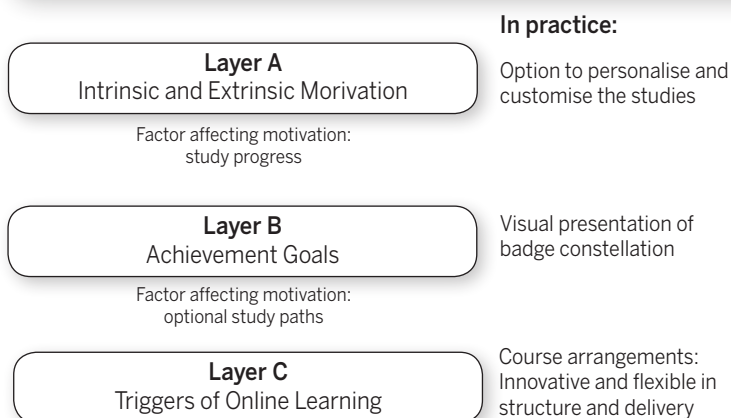 In practice:
Layer A
Intrinsic and Extrinsic Morivation
Option to personalise and
customise the studies
Factor affecting motivation:
study progress
Layer B
Achievement Goals
Visual presentation of
badge constellation
Factor affecting motivation:
optional study paths
Layer C
Triggers of Online Learning
Course arrangements:
Innovative and flexible in
structure and delivery